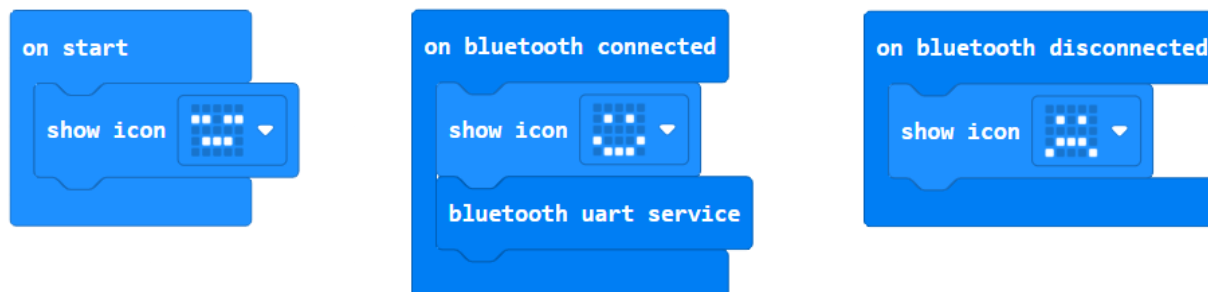 on start
show icon
on bluetooth connected
show icon
bluetooth uart service
on bluetooth disconnected
show icon